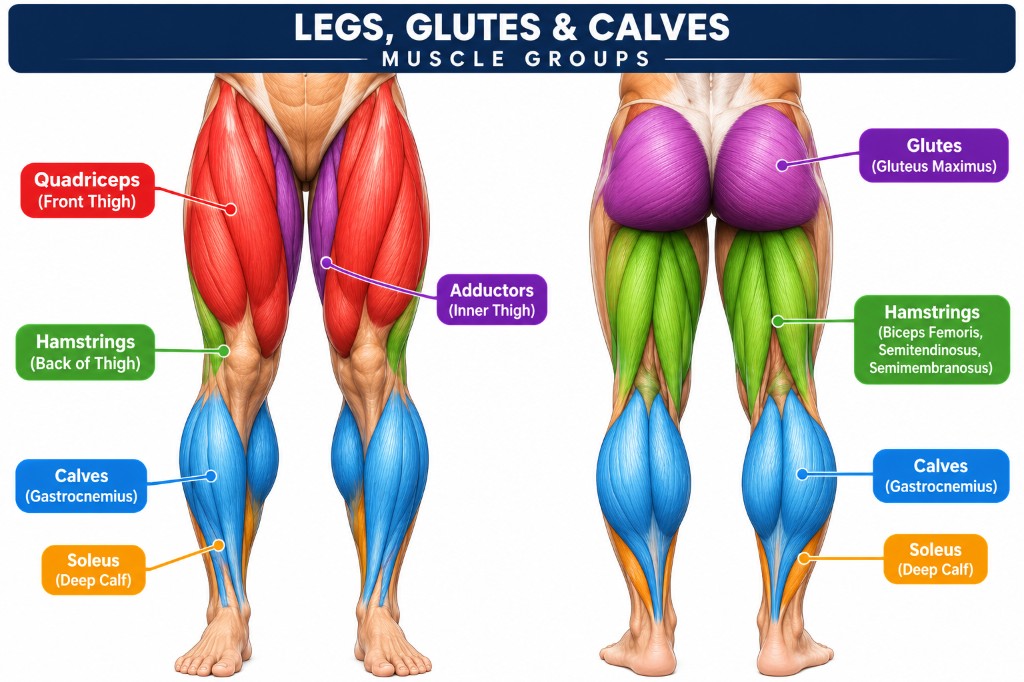 LEGS, GLUTES & CALVES
MUSCLE GROUPS
Quadriceps
(Front Thigh)
Adductors
(Inner Thigh)
Hamstrings
(Back of Thigh)
Calves
(Gastrocnemius)
Soleus
(Deep Calf)
Glutes
(Gluteus Maximus)
Hamstrings
(Biceps Femoris,
Semitendinosus,
Semimembranosus)
Calves
(Gastrocnemius)
Soleus
(Deep Calf)